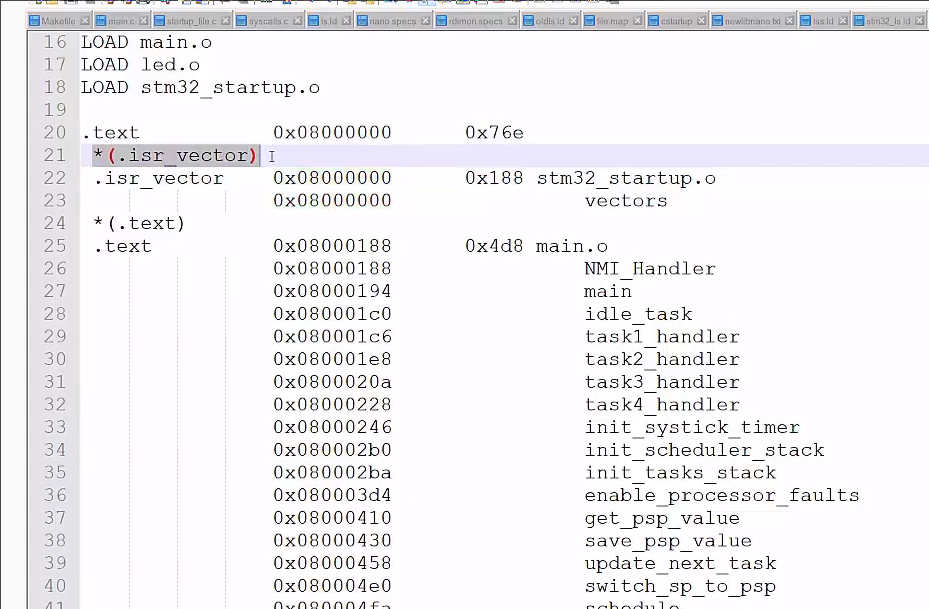 Makefile main.c startup_file.c syscalls.c ls.ld nano.specs rdimon.specs oldls.ld file.map cstartup newlibnano.txt lss.ld stm32_ls.ld
16 LOAD main.o
17 LOAD led.o
18 LOAD stm32_startup.o
19
20 .text 0x08000000 0x76e
21 *(.isr_vector)
22 .isr_vector 0x08000000 0x188 stm32_startup.o
23 0x08000000 vectors
24 *(.text)
25 .text 0x08000188 0x4d8 main.o
26 0x08000188 NMI_Handler
27 0x08000194 main
28 0x080001c0 idle_task
29 0x080001c6 task1_handler
30 0x080001e8 task2_handler
31 0x0800020a task3_handler
32 0x08000228 task4_handler
33 0x08000246 init_systick_timer
34 0x080002b0 init_scheduler_stack
35 0x080002ba init_tasks_stack
36 0x080003d4 enable_processor_faults
37 0x08000410 get_psp_value
38 0x08000430 save_psp_value
39 0x08000458 update_next_task
40 0x080004e0 switch_sp_to_psp
41 0x080004fa schedule